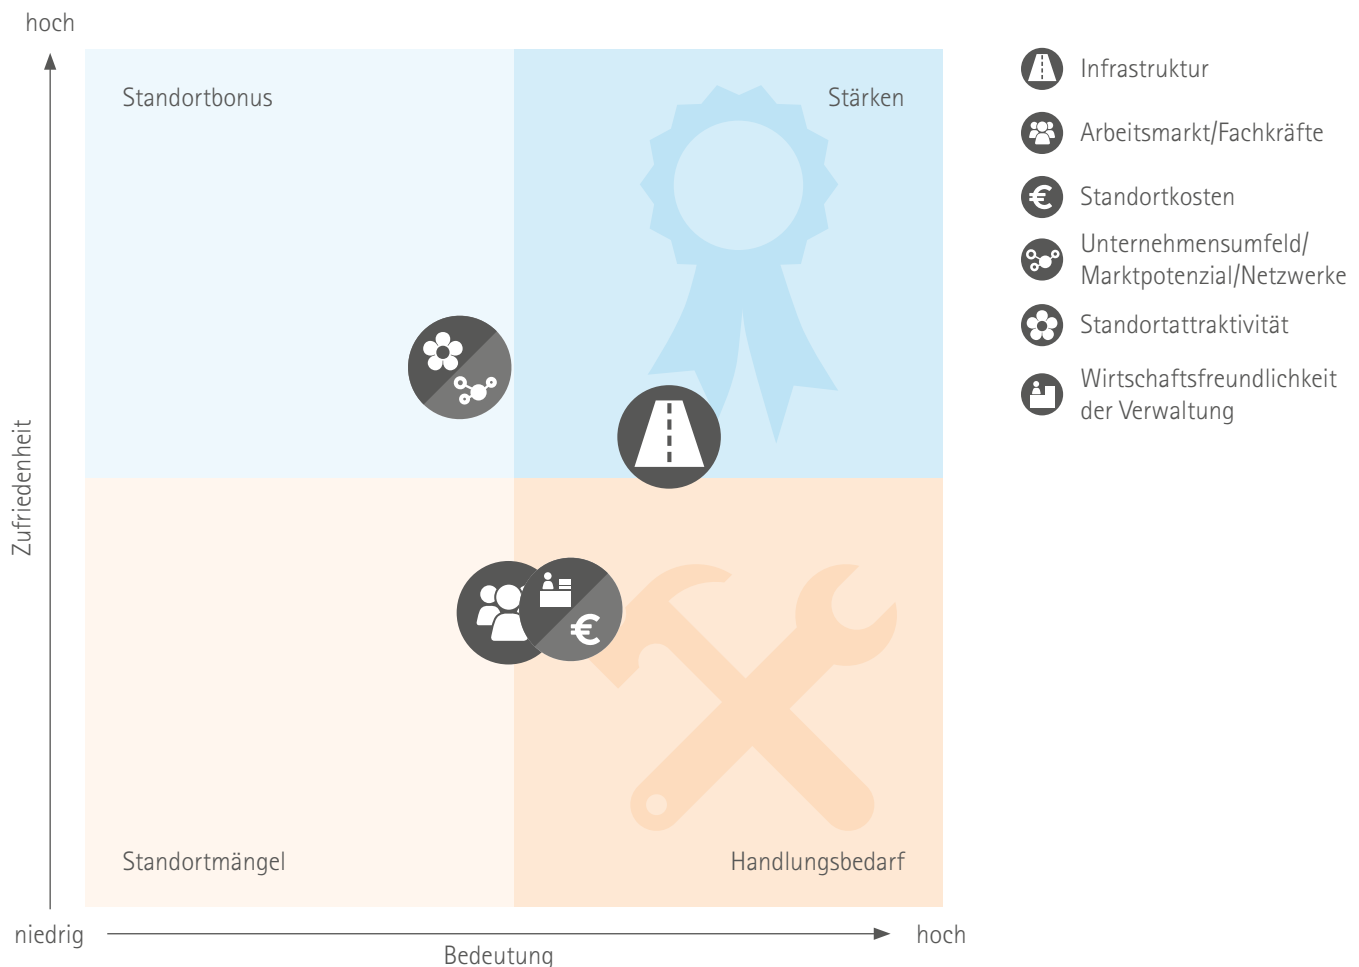 hoch
Standortbonus
Stärken
Zufriedenheit
Standortmängel
Handlungsbedarf
niedrig
hoch
Bedeutung
Infrastruktur
Arbeitsmarkt/Fachkräfte
€
Standortkosten
Unternehmensumfeld/
Marktpotenzial/Netzwerke
Standortattraktivität
Wirtschaftsfreundlichkeit
der Verwaltung
€